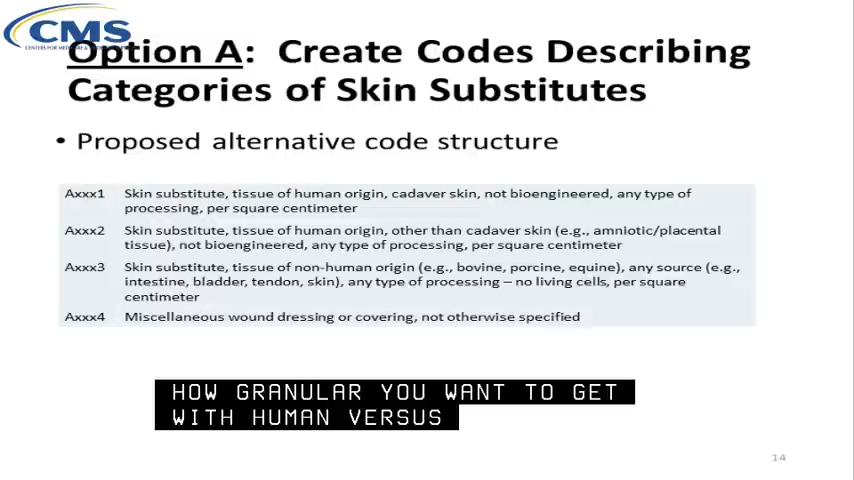 CMS
Option A: Create Codes Describing
Categories of Skin Substitutes
• Proposed alternative code structure
Axxx1 Skin substitute, tissue of human origin, cadaver skin, not bioengineered, any type of
processing, per square centimeter
Axxx2 Skin substitute, tissue of human origin, other than cadaver skin (e.g., amniotic/placental
tissue), not bioengineered, any type of processing, per square centimeter
Axxx3 Skin substitute, tissue of non-human origin (e.g., bovine, porcine, equine), any source (e.g.,
intestine, bladder, tendon, skin), any type of processing – no living cells, per square
centimeter
Axxx4 Miscellaneous wound dressing or covering, not otherwise specified
HOW GRANULAR YOU WANT TO GET
WITH HUMAN VERSUS
14